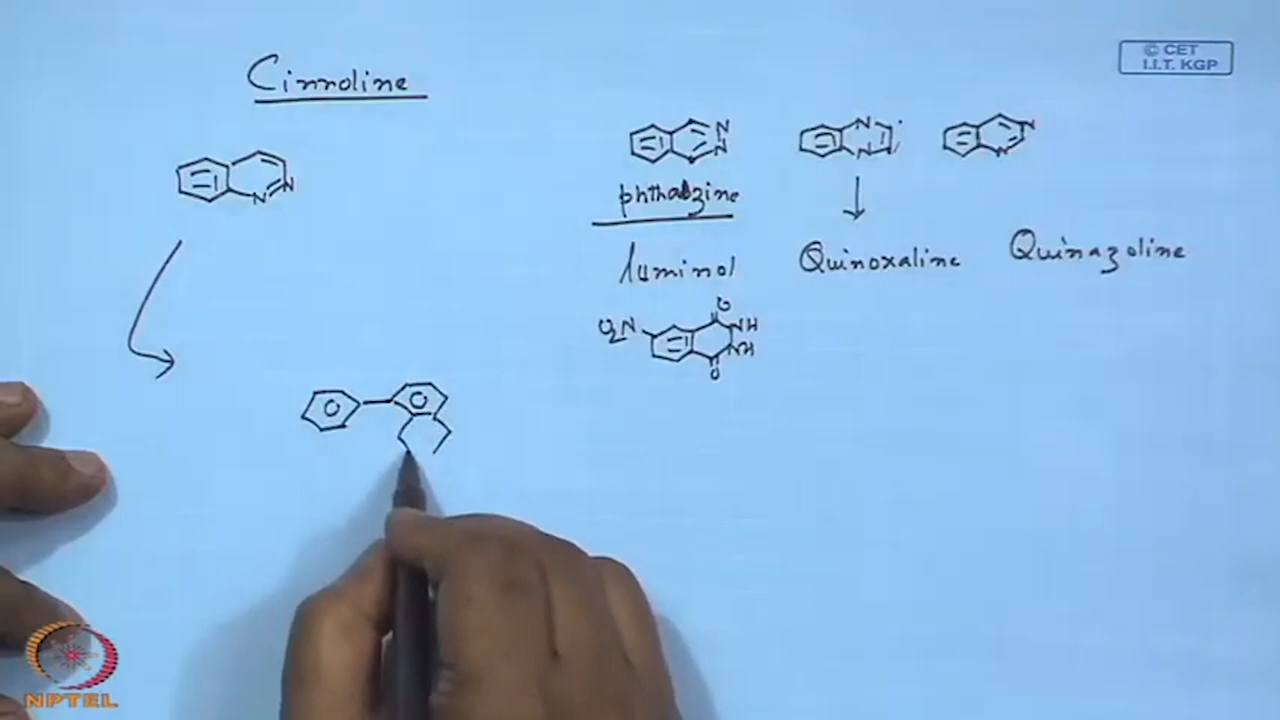 Cinnoline
© CET
I.I.T. KGP
N
N
N
N
N
N
N
N
phthalzine
luminol
Quinoxaline
Quinazoline
O
O2N
NH
NH
O
NPTEL